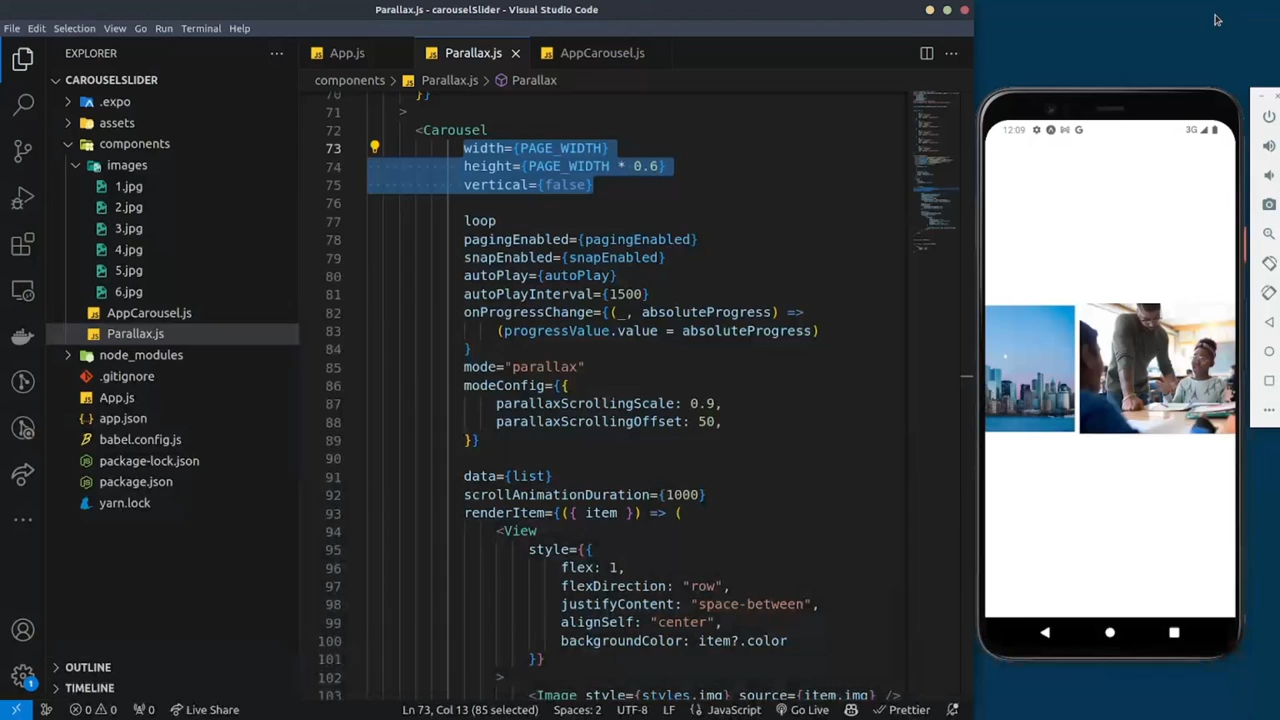 Parallax.js - carouselSlider - Visual Studio Code
File Edit Selection View Go Run Terminal Help
EXPLORER
CAROUSELSLIDER
.expo
assets
components
images
1.jpg
2.jpg
3.jpg
4.jpg
5.jpg
6.jpg
AppCarousel.js
Parallax.js
node_modules
.gitignore
App.js
app.json
babel.config.js
package-lock.json
package.json
yarn.lock
OUTLINE
TIMELINE
App.js Parallax.js AppCarousel.js
components > Parallax.js > Parallax
70 }}
71 >
72 <Carousel
73 width={PAGE_WIDTH}
74 height={PAGE_WIDTH * 0.6}
75 vertical={false}
76
77 loop
78 pagingEnabled={pagingEnabled}
79 snapEnabled={snapEnabled}
80 autoPlay={autoPlay}
81 autoPlayInterval={1500}
82 onProgressChange={(_, absoluteProgress) =>
83 (progressValue.value = absoluteProgress)
84 }
85 mode="parallax"
86 modeConfig={{
87 parallaxScrollingScale: 0.9,
88 parallaxScrollingOffset: 50,
89 }}
90
91 data={list}
92 scrollAnimationDuration={1000}
93 renderItem={({ item }) => (
94 <View
95 style={{
96 flex: 1,
97 flexDirection: "row",
98 justifyContent: "space-between",
99 alignSelf: "center",
100 backgroundColor: item?.color
101 }}
102 >
103 <Image style={styles.img} source={item.img} />
12:09 G 3G
1
0 0 0 Live Share Ln 73, Col 13 (85 selected) Spaces: 2 UTF-8 LF JavaScript Go Live Prettier